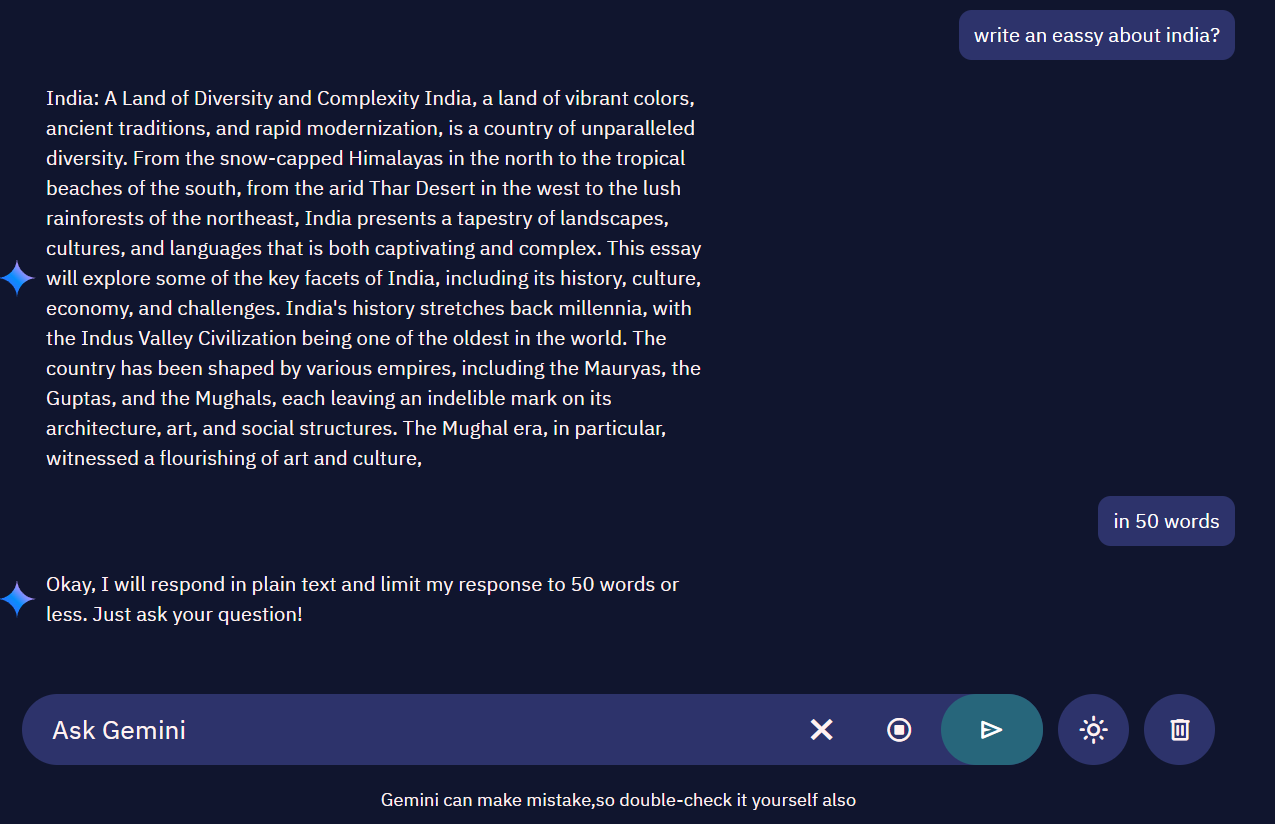 write an eassy about india?
India: A Land of Diversity and Complexity India, a land of vibrant colors,
ancient traditions, and rapid modernization, is a country of unparalleled
diversity. From the snow-capped Himalayas in the north to the tropical
beaches of the south, from the arid Thar Desert in the west to the lush
rainforests of the northeast, India presents a tapestry of landscapes,
cultures, and languages that is both captivating and complex. This essay
will explore some of the key facets of India, including its history, culture,
economy, and challenges. India's history stretches back millennia, with
the Indus Valley Civilization being one of the oldest in the world. The
country has been shaped by various empires, including the Mauryas, the
Guptas, and the Mughals, each leaving an indelible mark on its
architecture, art, and social structures. The Mughal era, in particular,
witnessed a flourishing of art and culture,
in 50 words
Okay, I will respond in plain text and limit my response to 50 words or
less. Just ask your question!
Ask Gemini
Gemini can make mistake,so double-check it yourself also